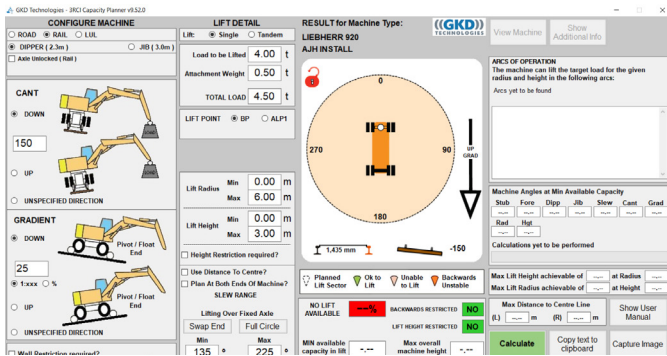 GKD Technologies - 3RCI Capacity Planner v9.52.0
CONFIGURE MACHINE
ROAD RAIL LUL
DIPPER ( 2.3m ) JIB ( 3.0m )
Axle Unlocked ( Rail )
CANT
DOWN
150
UP
UNSPECIFIED DIRECTION
GRADIENT
DOWN
Pivot / Float
End
25
1:xxx %
UP
Pivot / Float
End
UNSPECIFIED DIRECTION
Wall Restriction required?
LIFT DETAIL
Lift: Single Tandem
Load to be Lifted 4.00 t
Attachment Weight 0.50 t
TOTAL LOAD 4.50 t
LIFT POINT BP ALP1
Lift Radius Min 0.00 m
Max 6.00 m
Lift Height Min 0.00 m
Max 3.00 m
Height Restriction required?
Use Distance To Centre?
Plan At Both Ends Of Machine?
SLEW RANGE
Lifting Over Fixed Axle
Swap End Full Circle
Min Max
135 ° 225 °
RESULT for Machine Type:
LIEBHERR 920
AJH INSTALL
((GKD))
TECHNOLOGIES
0
270
90
180
UP
GRAD
1,435 mm
-150
Planned Lift Sector
Ok to Lift
Unable to Lift
Backwards Unstable
NO LIFT AVAILABLE
--%
BACKWARDS RESTRICTED NO
LIFT HEIGHT RESTRICTED NO
MIN available capacity in lift -.--
Max overall machine height -.--
View Machine
Show Additional Info
ARCS OF OPERATION
The machine can lift the target load for the given
radius and height in the following arcs:
Arcs yet to be found
Machine Angles at Min Available Capacity
Stub Fore Dipp Jib Slew Cant Grad
--.-- --.-- --.-- --.-- --.-- --.-- --.--
Rad Hgt
--.-- --.--
Calculations yet to be performed
Max Lift Height achievable of --.-- at Radius --.--
Max Lift Radius achievable of --.-- at Height --.--
Max Distance to Centre Line
(L) --.-- m (R) --.-- m
Show User Manual
Calculate
Copy text to clipboard
Capture Image